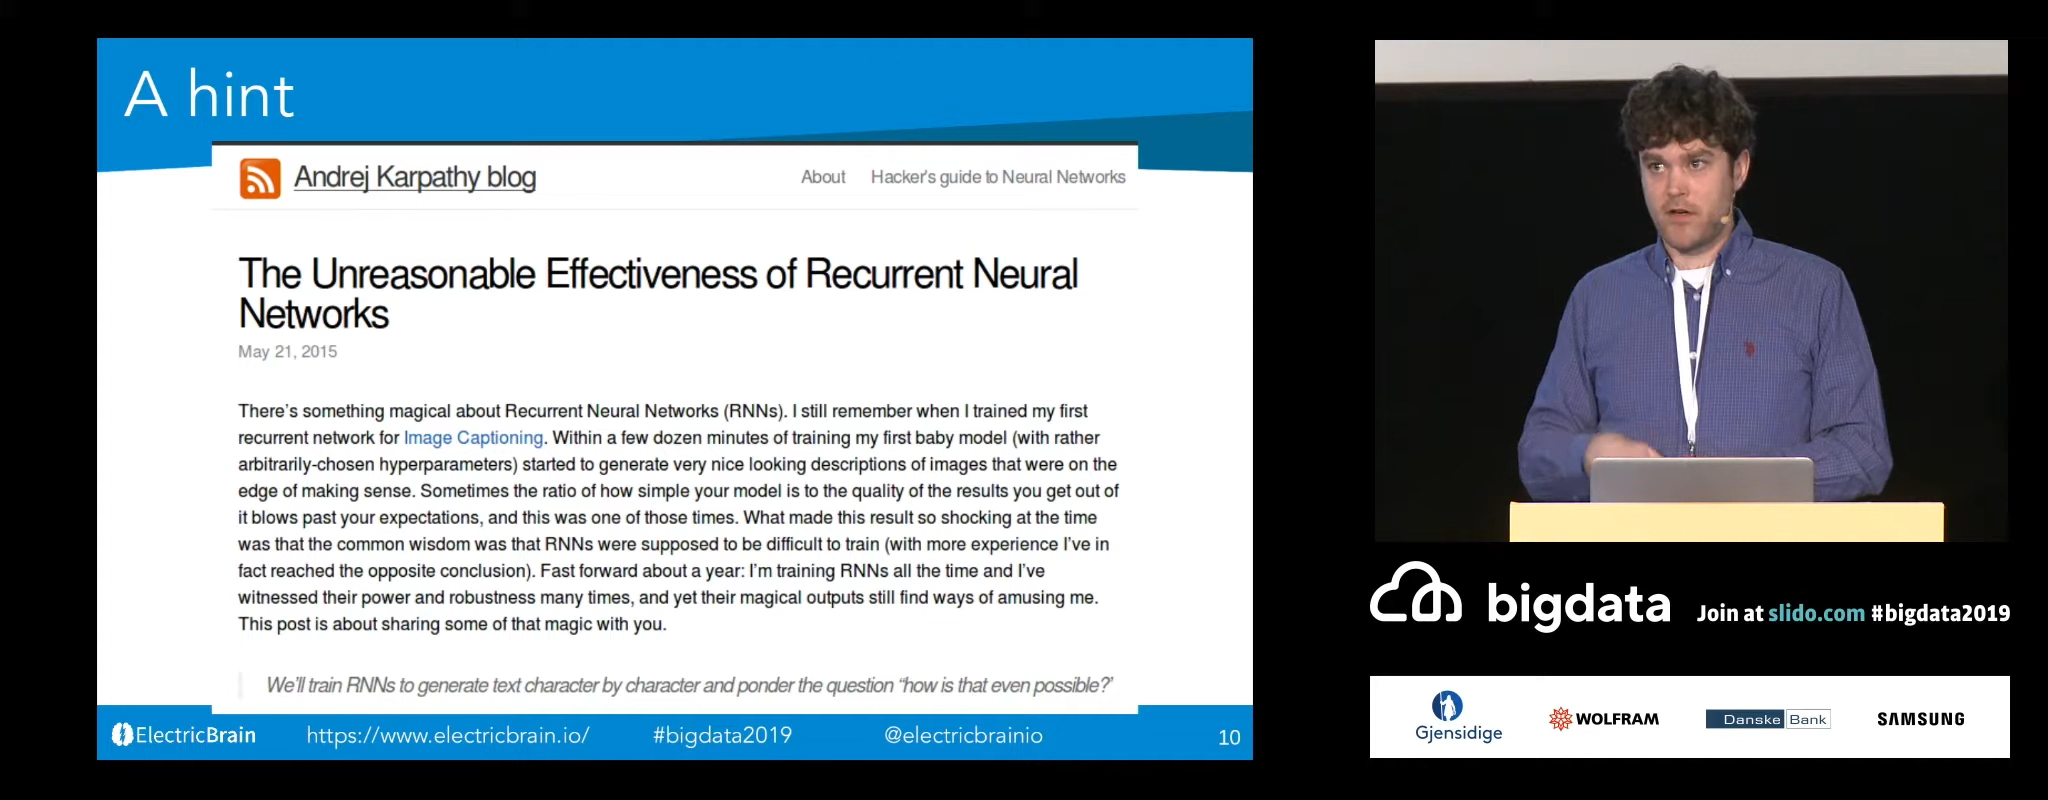 A hint
Andrej Karpathy blog
About Hacker's guide to Neural Networks
The Unreasonable Effectiveness of Recurrent Neural
Networks
May 21, 2015
There's something magical about Recurrent Neural Networks (RNNs). I still remember when I trained my first
recurrent network for Image Captioning. Within a few dozen minutes of training my first baby model (with rather
arbitrarily-chosen hyperparameters) started to generate very nice looking descriptions of images that were on the
edge of making sense. Sometimes the ratio of how simple your model is to the quality of the results you get out of
it blows past your expectations, and this was one of those times. What made this result so shocking at the time
was that the common wisdom was that RNNs were supposed to be difficult to train (with more experience I've in
fact reached the opposite conclusion). Fast forward about a year: I'm training RNNs all the time and I've
witnessed their power and robustness many times, and yet their magical outputs still find ways of amusing me.
This post is about sharing some of that magic with you.
We'll train RNNs to generate text character by character and ponder the question “how is that even possible?”
ElectricBrain https://www.electricbrain.io/ #bigdata2019 @electricbrainio 10
bigdata Join at slido.com #bigdata2019
Gjensidige WOLFRAM Danske Bank SAMSUNG